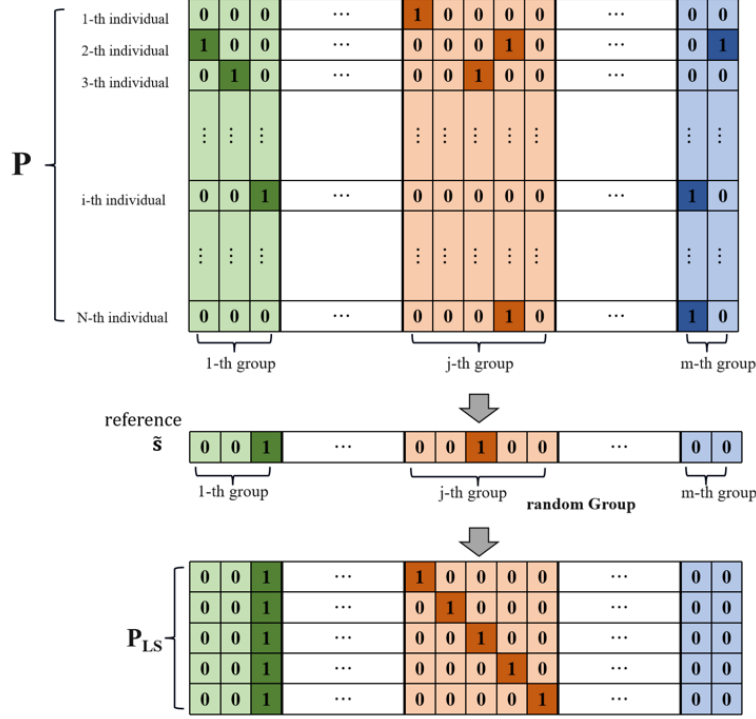 1-th individual 0 0 0 ... 1 0 0 0 0 ... 0 0
2-th individual 1 0 0 ... 0 0 0 1 0 ... 0 1
3-th individual 0 1 0 ... 0 0 1 0 0 ... 0 0
⋮ ⋮ ⋮ ⋮ ⋮ ⋮ ⋮ ⋮ ⋮ ⋮
P
i-th individual 0 0 1 ... 0 0 0 0 0 ... 1 0
⋮ ⋮ ⋮ ⋮ ⋮ ⋮ ⋮ ⋮ ⋮ ⋮
N-th individual 0 0 0 ... 0 0 0 1 0 ... 1 0
1-th group j-th group m-th group
reference
s̃ 0 0 1 ... 0 0 1 0 0 ... 0 0
1-th group j-th group m-th group
random Group
0 0 1 ... 1 0 0 0 0 ... 0 0
0 0 1 ... 0 1 0 0 0 ... 0 0
P_LS 0 0 1 ... 0 0 1 0 0 ... 0 0
0 0 1 ... 0 0 0 1 0 ... 0 0
0 0 1 ... 0 0 0 0 1 ... 0 0